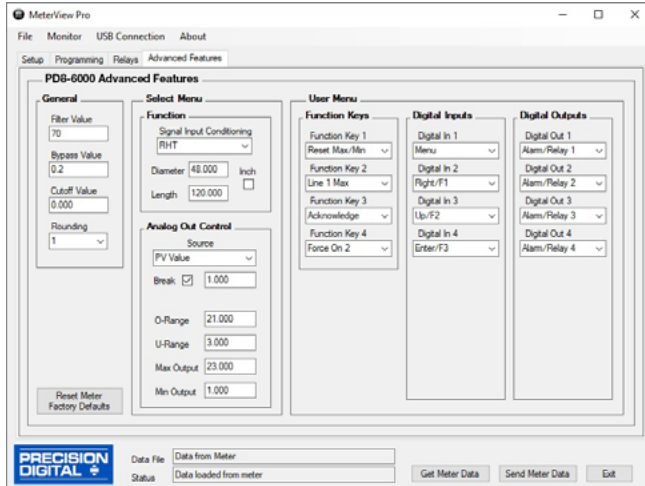 MeterView Pro
File Monitor USB Connection About
Setup Programming Relays Advanced Features
PD8-6000 Advanced Features
General
Filter Value
70
Bypass Value
0.2
Cutoff Value
0.000
Rounding
1
Reset Meter
Factory Defaults
Select Menu
Function
Signal Input Conditioning
RHT
Diameter 48.000 Inch
Length 120.000
Analog Out Control
Source
PV Value
Break 1.000
O-Range 21.000
U-Range 3.000
Max Output 23.000
Min Output 1.000
User Menu
Function Keys
Function Key 1
Reset Max/Min
Function Key 2
Line 1 Max
Function Key 3
Acknowledge
Function Key 4
Force On 2
Digital Inputs
Digital In 1
Menu
Digital In 2
Right/F1
Digital In 3
Up/F2
Digital In 4
Enter/F3
Digital Outputs
Digital Out 1
Alarm/Relay 1
Digital Out 2
Alarm/Relay 2
Digital Out 3
Alarm/Relay 3
Digital Out 4
Alarm/Relay 4
PRECISION
DIGITAL
Data File Data from Meter
Status Data loaded from meter
Get Meter Data Send Meter Data Exit